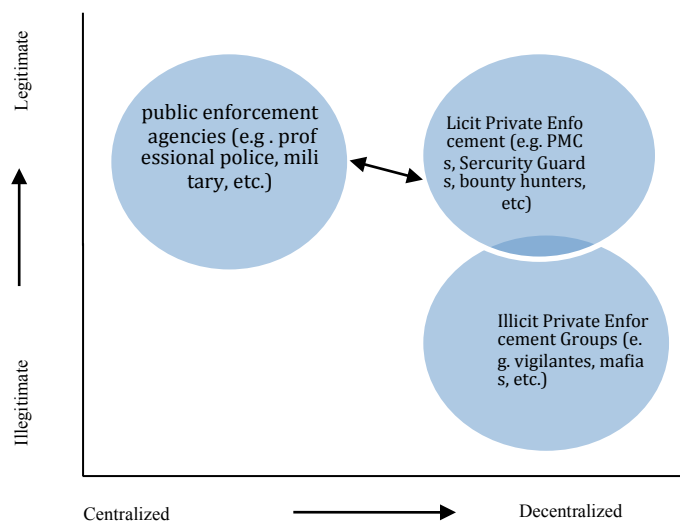 Legitimate
Illegitimate
public enforcement
agencies (e.g . prof
essional police, mili
tary, etc.)
Licit Private Enfo
cement (e.g. PMC
s, Sercurity Guard
s, bounty hunters,
etc)
Illicit Private Enfor
cement Groups (e.
g. vigilantes, mafia
s, etc.)
Centralized
Decentralized